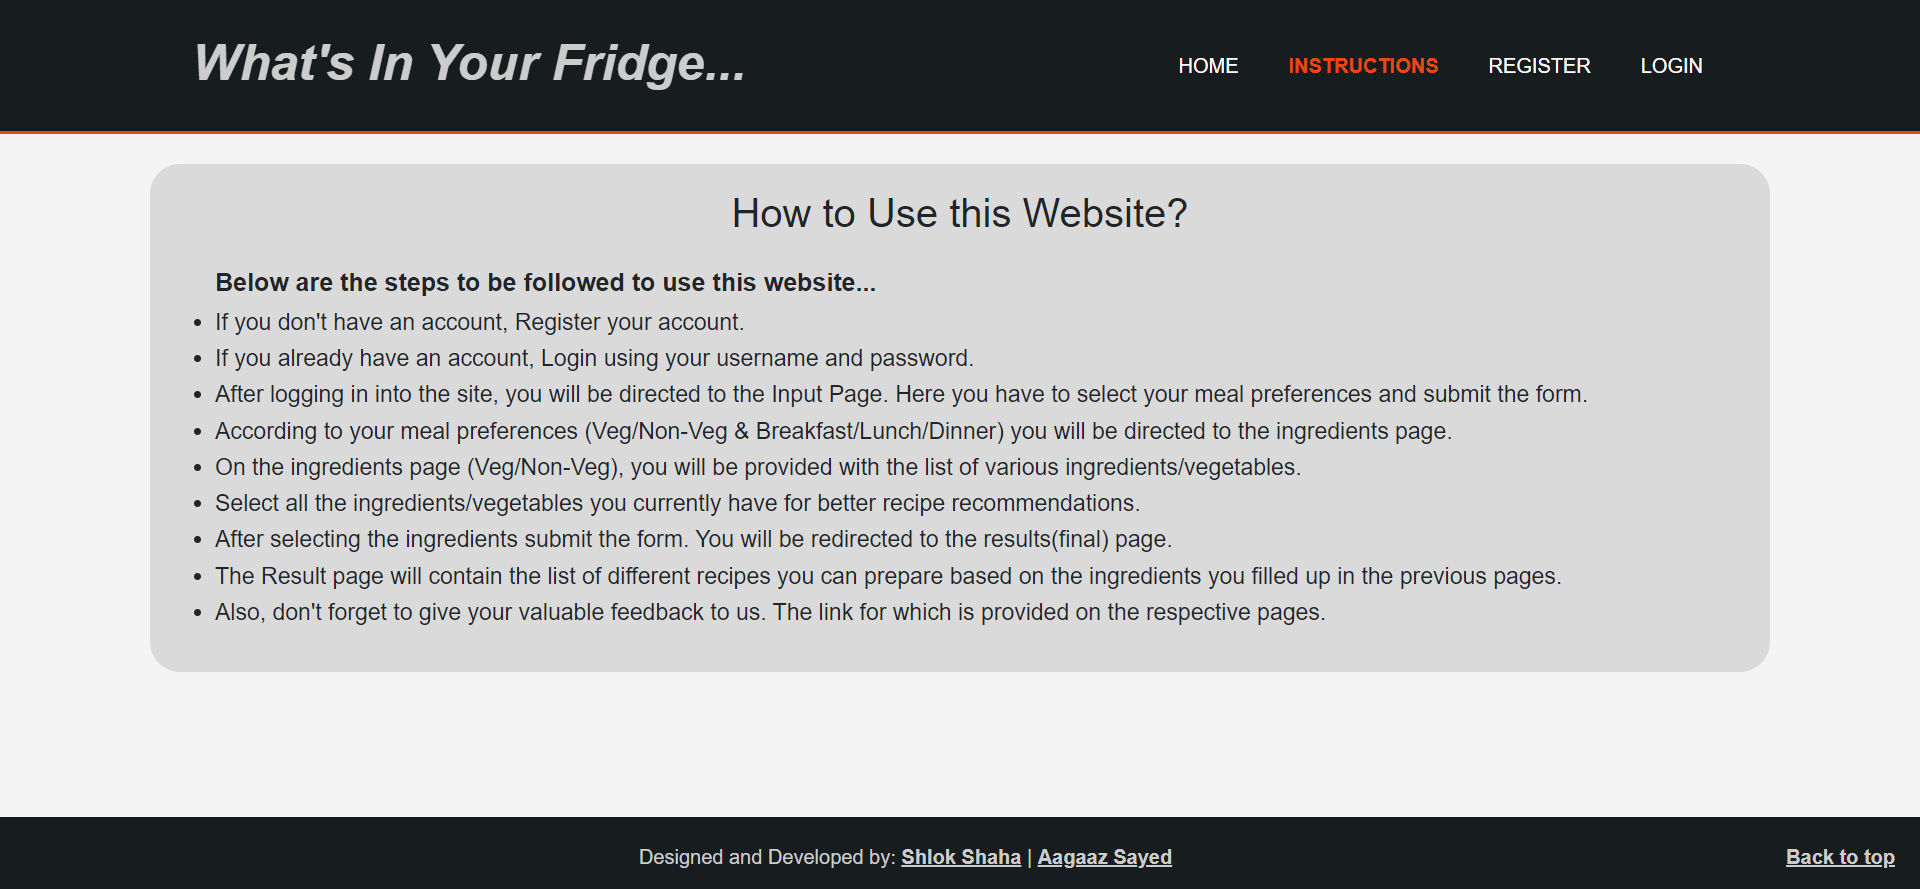 What's In Your Fridge...
HOME INSTRUCTIONS REGISTER LOGIN
How to Use this Website?
Below are the steps to be followed to use this website...
• If you don't have an account, Register your account.
• If you already have an account, Login using your username and password.
• After logging in into the site, you will be directed to the Input Page. Here you have to select your meal preferences and submit the form.
• According to your meal preferences (Veg/Non-Veg & Breakfast/Lunch/Dinner) you will be directed to the ingredients page.
• On the ingredients page (Veg/Non-Veg), you will be provided with the list of various ingredients/vegetables.
• Select all the ingredients/vegetables you currently have for better recipe recommendations.
• After selecting the ingredients submit the form. You will be redirected to the results(final) page.
• The Result page will contain the list of different recipes you can prepare based on the ingredients you filled up in the previous pages.
• Also, don't forget to give your valuable feedback to us. The link for which is provided on the respective pages.
Designed and Developed by: Shlok Shaha | Aagaaz Sayed
Back to top